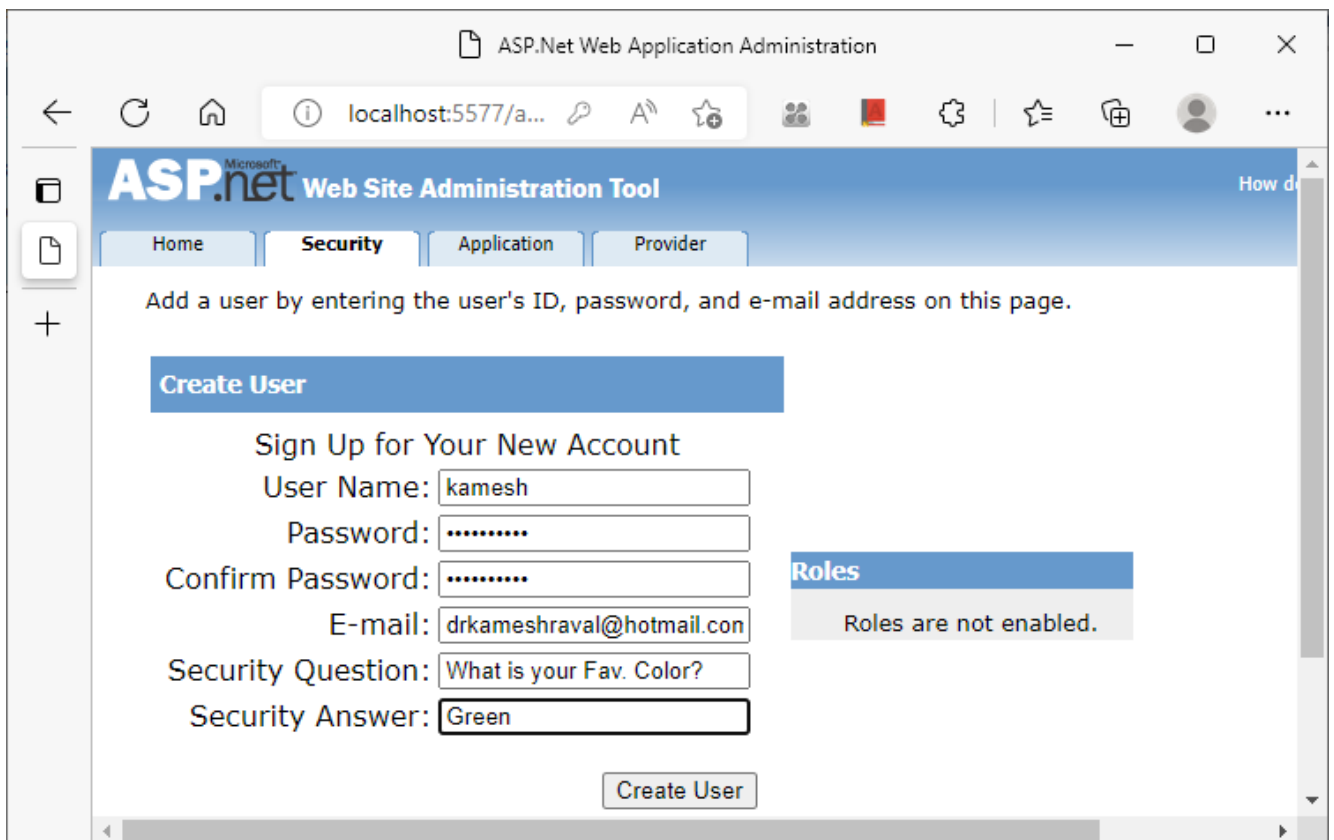 ASP.Net Web Application Administration
localhost:5577/a...
Microsoft
ASP.net Web Site Administration Tool
How d
Home Security Application Provider
Add a user by entering the user's ID, password, and e-mail address on this page.
Create User
Sign Up for Your New Account
User Name: kamesh
Password: ••••••••••
Confirm Password: ••••••••••
Roles
E-mail: drkameshraval@hotmail.con
Roles are not enabled.
Security Question: What is your Fav. Color?
Security Answer: Green
Create User